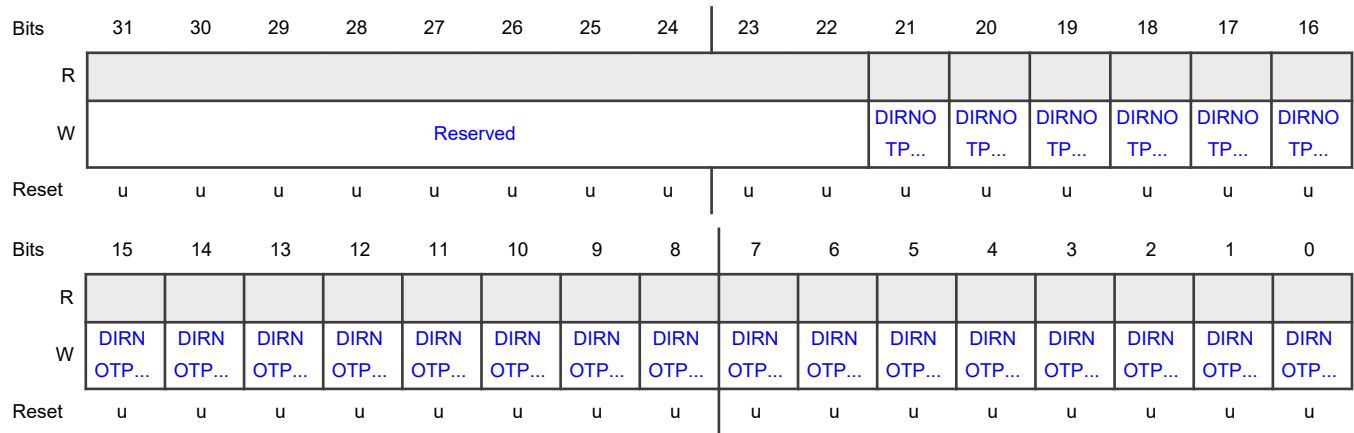 Bits 31 30 29 28 27 26 25 24 23 22 21 20 19 18 17 16
R
W Reserved DIRNO TP... DIRNO TP... DIRNO TP... DIRNO TP... DIRNO TP... DIRNO TP...
Reset u u u u u u u u u u u u u u u u
Bits 15 14 13 12 11 10 9 8 7 6 5 4 3 2 1 0
R
W DIRN OTP... DIRN OTP... DIRN OTP... DIRN OTP... DIRN OTP... DIRN OTP... DIRN OTP... DIRN OTP... DIRN OTP... DIRN OTP... DIRN OTP... DIRN OTP... DIRN OTP... DIRN OTP... DIRN OTP... DIRN OTP...
Reset u u u u u u u u u u u u u u u u